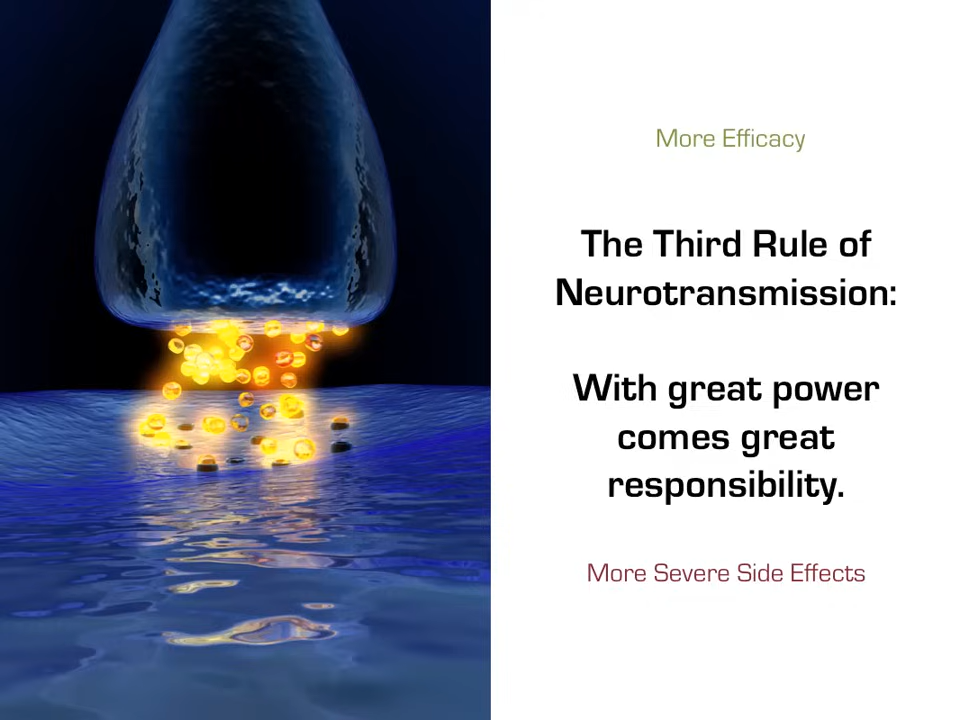 More Efficacy
The Third Rule of
Neurotransmission:
With great power
comes great
responsibility.
More Severe Side Effects